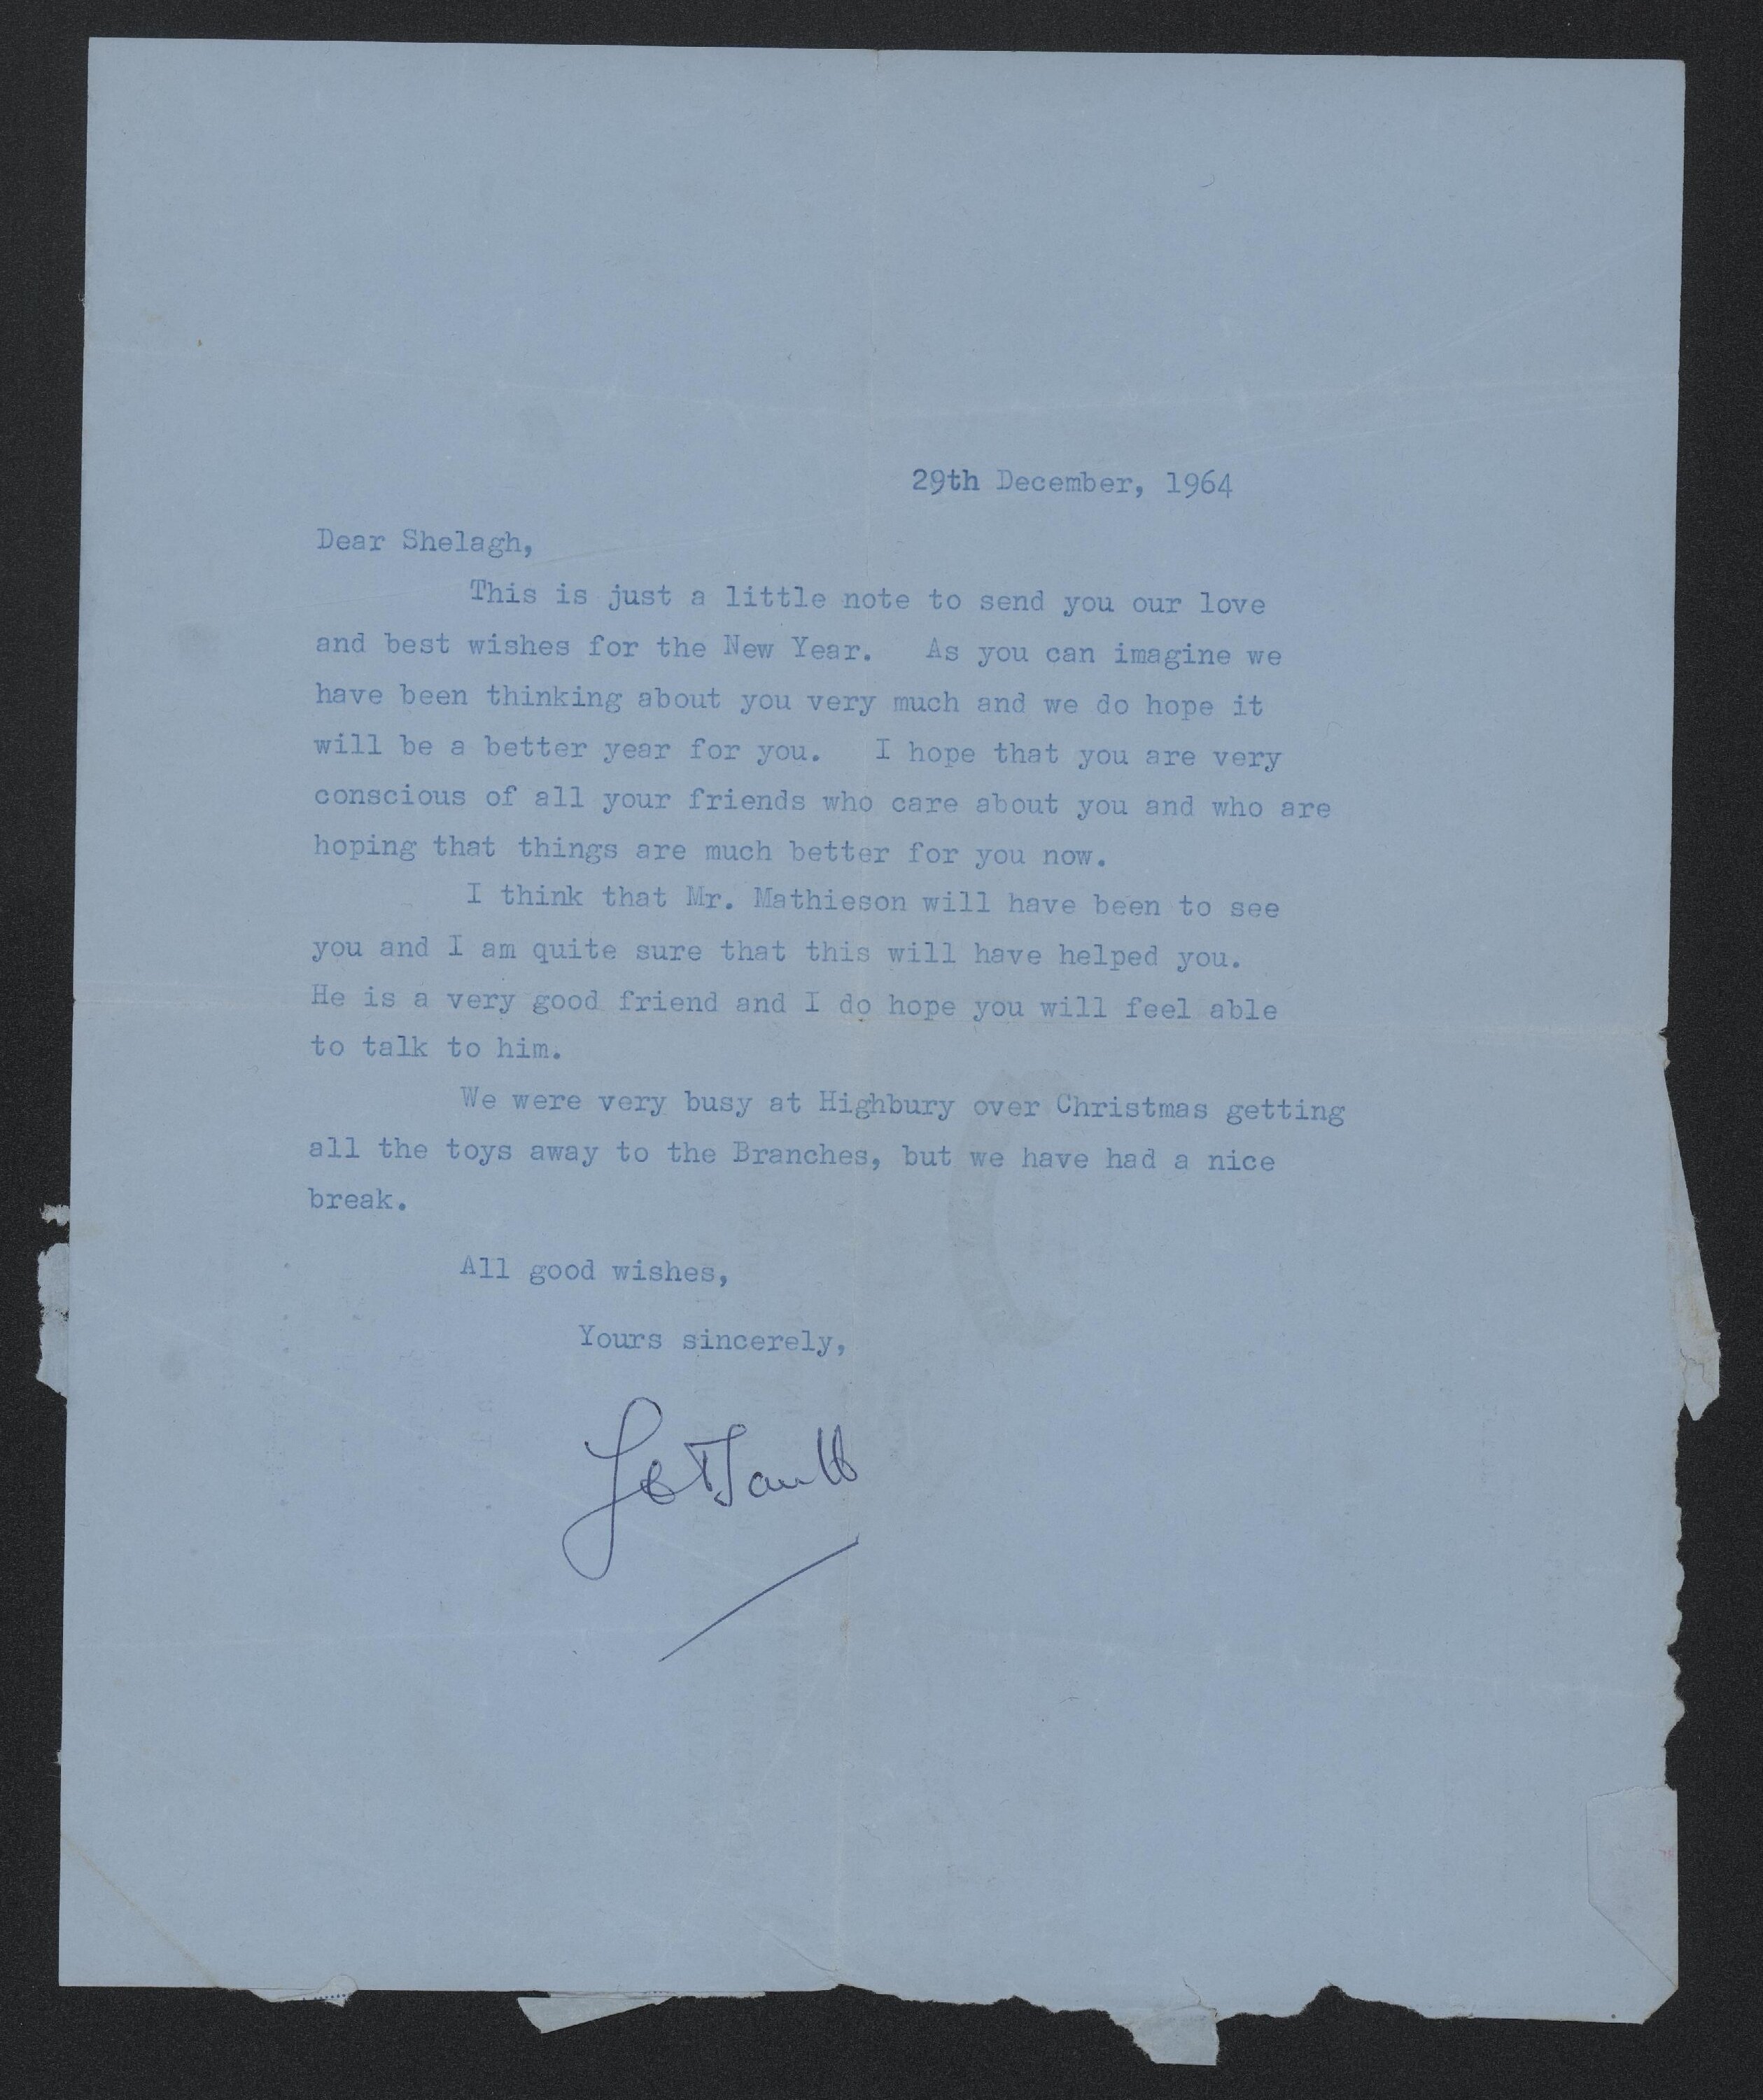 29th December, 1964
Dear Shelagh,
This is just a little note to send you our love
and best wishes for the New Year. As you can imagine we
have been thinking about you very much and we do hope it
will be a better year for you. I hope that you are very
conscious of all your friends who care about you and who are
hoping that things are much better for you now.
I think that Mr. Mathieson will have been to see
you and I am quite sure that this will have helped you.
He is a very good friend and I do hope you will feel able
to talk to him.
We were very busy at Highbury over Christmas getting
all the toys away to the Branches, but we have had a nice
break.
All good wishes,
Yours sincerely,